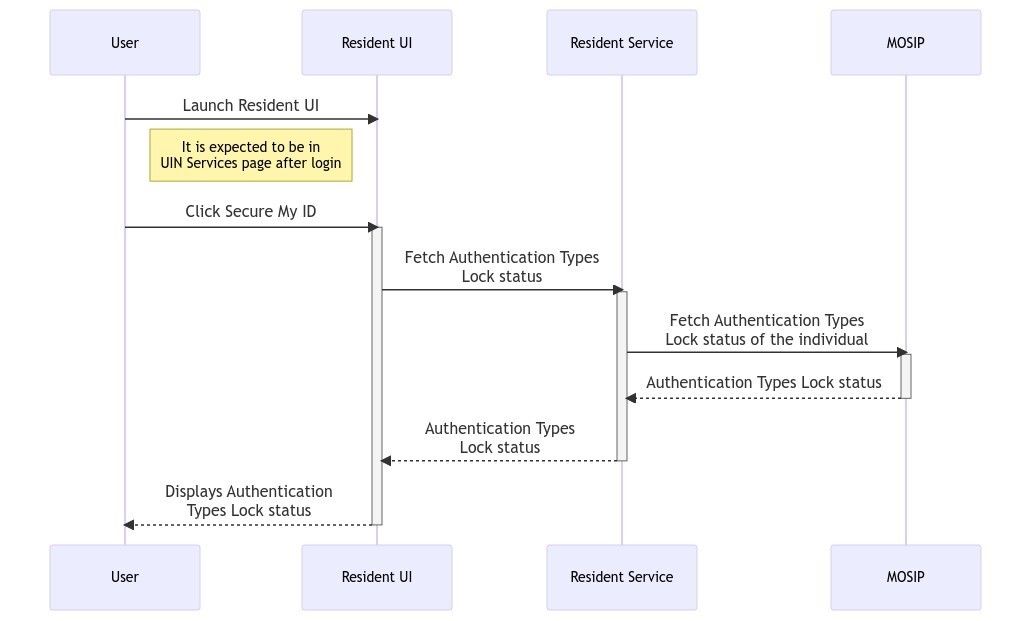 User
Resident UI
Resident Service
MOSIP
Launch Resident UI
It is expected to be in
UIN Services page after login
Click Secure My ID
Fetch Authentication Types
Lock status
Fetch Authentication Types
Lock status of the individual
Authentication Types Lock status
Authentication Types
Lock status
Displays Authentication
Types Lock status
User
Resident UI
Resident Service
MOSIP